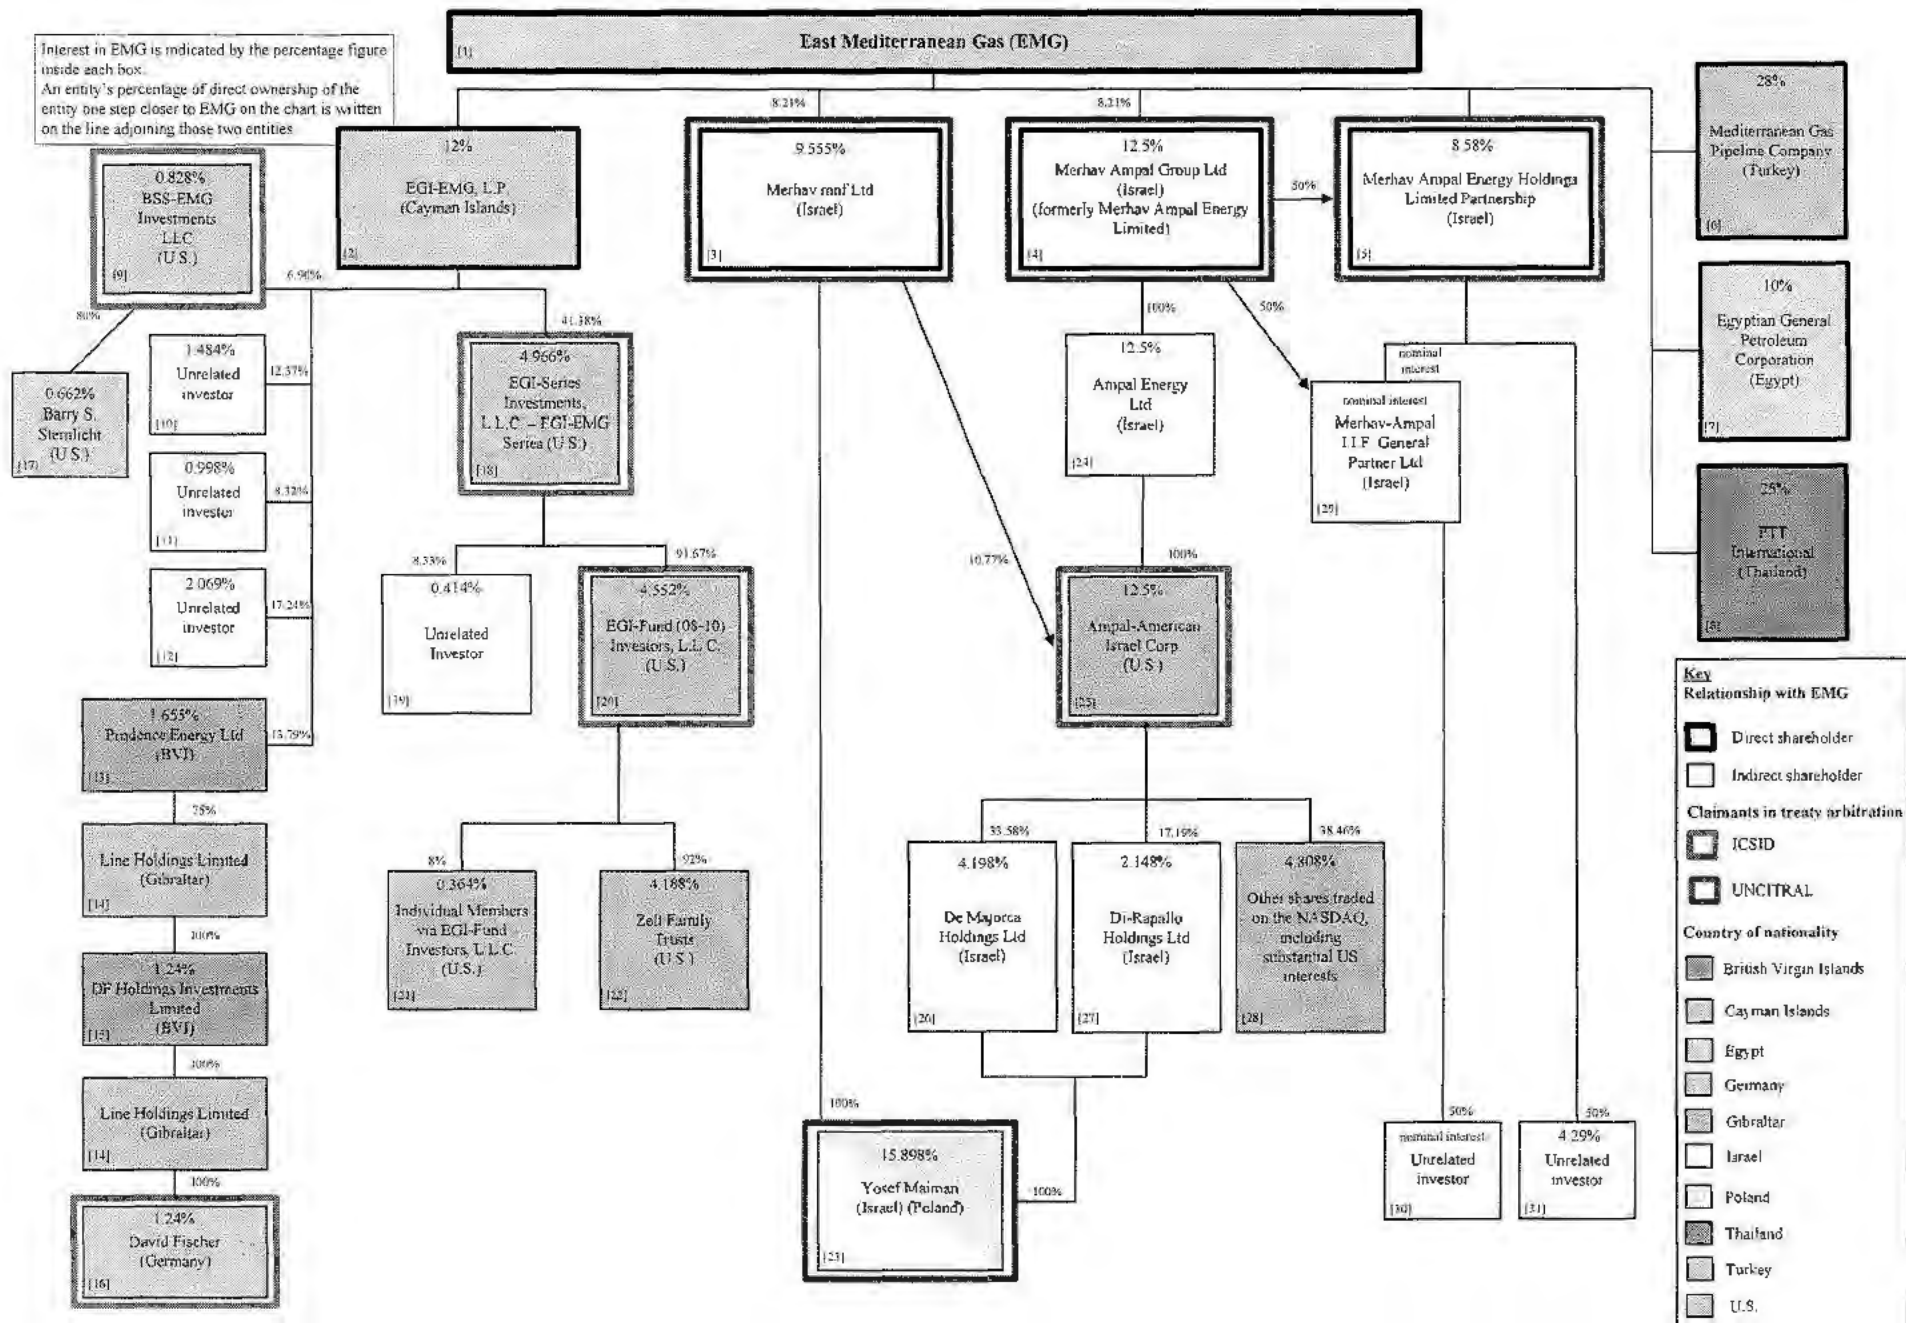 East Mediterranean Gas (EMG)
[1]
Interest in EMG is indicated by the percentage figure
inside each box.
An entity's percentage of direct ownership of the
entity one step closer to EMG on the chart is written
on the line adjoining those two entities
8.21%
8.21%
12%
EGI-EMG, L.P.
(Cayman Islands)
[2]
9.555%
Merhav mnf Ltd
(Israel)
[3]
12.5%
Merhav Ampal Group Ltd
(Israel)
(formerly Merhav Ampal Energy
Limited)
[4]
50%
8.58%
Merhav Ampal Energy Holdings
Limited Partnership
(Israel)
[5]
28%
Mediterranean Gas
Pipeline Company
(Turkey)
[6]
10%
Egyptian General
Petroleum
Corporation
(Egypt)
[7]
25%
PTT
International
(Thailand)
[8]
0.828%
BSS-EMG
Investments
LLC
(U.S.)
[9]
6.90%
80%
0.662%
Barry S.
Sternlicht
(U.S.)
[17]
1.484%
Unrelated
investor
[10]
12.37%
0.998%
Unrelated
investor
[11]
8.32%
2.069%
Unrelated
investor
[12]
17.24%
1.655%
Prudence Energy Ltd
(BVI)
[13]
13.79%
75%
Line Holdings Limited
(Gibraltar)
[14]
100%
1.24%
DF Holdings Investments
Limited
(BVI)
[15]
100%
Line Holdings Limited
(Gibraltar)
[14]
100%
1.24%
David Fischer
(Germany)
[16]
41.38%
4.966%
EGI-Series
Investments,
L.L.C. – EGI-EMG
Series (U.S.)
[18]
8.33%
91.67%
0.414%
Unrelated
Investor
[19]
4.552%
EGI-Fund (08-10)
Investors, L.L.C.
(U.S.)
[20]
8%
92%
0.364%
Individual Members
via EGI-Fund
Investors, L.L.C.
(U.S.)
[21]
4.188%
Zell Family
Trusts
(U.S.)
[22]
100%
50%
12.5%
Ampal Energy
Ltd
(Israel)
[24]
10.77%
100%
12.5%
Ampal-American
Israel Corp
(U.S.)
[25]
33.58%
17.19%
38.46%
4.198%
De Majorca
Holdings Ltd
(Israel)
[26]
2.148%
Di-Rapallo
Holdings Ltd
(Israel)
[27]
4.808%
Other shares traded
on the NASDAQ,
including
substantial US
interests
[28]
100%
100%
15.898%
Yosef Maiman
(Israel) (Poland)
[23]
nominal
interest
nominal interest
Merhav-Ampal
Partner Ltd
(Israel)
[29]
50%
50%
nominal interest
Unrelated
investor
[30]
4.29%
Unrelated
investor
[31]
Key
Relationship with EMG
Direct shareholder
Indirect shareholder
Claimants in treaty arbitration
ICSID
UNCITRAL
Country of nationality
British Virgin Islands
Cayman Islands
Egypt
Germany
Gibraltar
Israel
Poland
Thailand
Turkey
U.S.